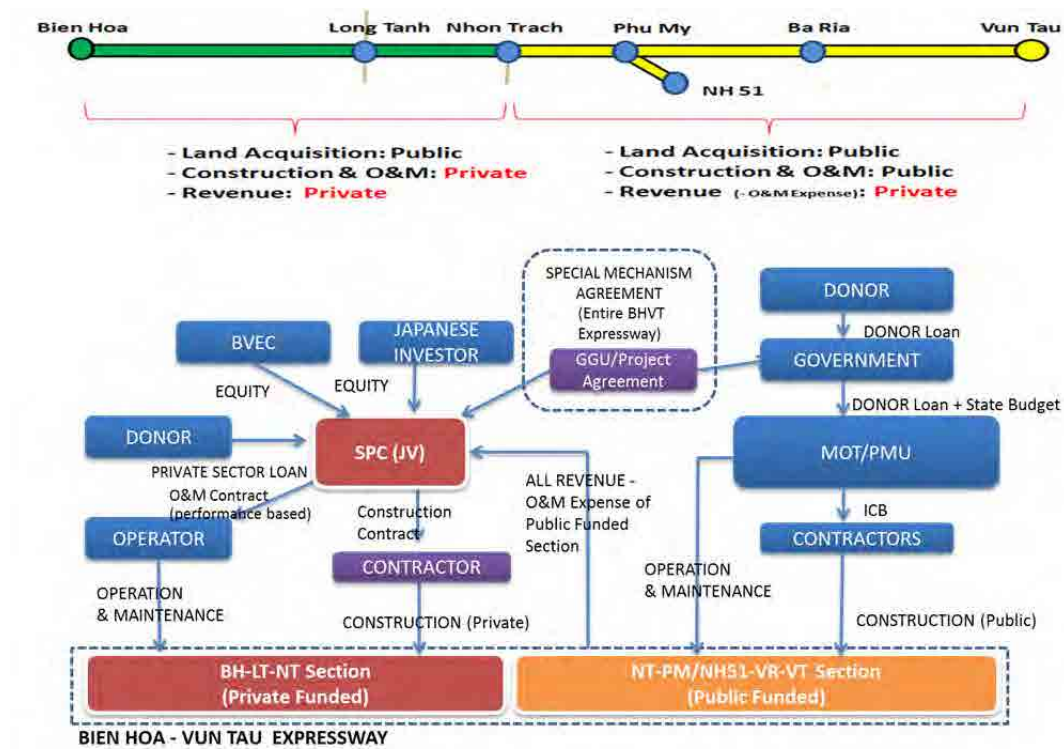 Bien Hoa
Long Tanh
Nhon Trach
Phu My
Ba Ria
Vun Tau
NH 51
- Land Acquisition: Public
- Construction & O&M: Private
- Revenue: Private
- Land Acquisition: Public
- Construction & O&M: Public
- Revenue (- O&M Expense): Private
SPECIAL MECHANISM
AGREEMENT
(Entire BHVT
Expressway)
GGU/Project
Agreement
DONOR
DONOR Loan
GOVERNMENT
DONOR Loan + State Budget
MOT/PMU
ICB
CONTRACTORS
BVEC
JAPANESE
INVESTOR
EQUITY
EQUITY
DONOR
PRIVATE SECTOR LOAN
SPC (JV)
O&M Contract
(performance based)
OPERATOR
Construction
Contract
CONTRACTOR
ALL REVENUE -
O&M Expense of
Public Funded
Section
OPERATION
& MAINTENANCE
CONSTRUCTION (Private)
OPERATION
& MAINTENANCE
CONSTRUCTION (Public)
BH-LT-NT Section
(Private Funded)
NT-PM/NH51-VR-VT Section
(Public Funded)
BIEN HOA - VUN TAU EXPRESSWAY